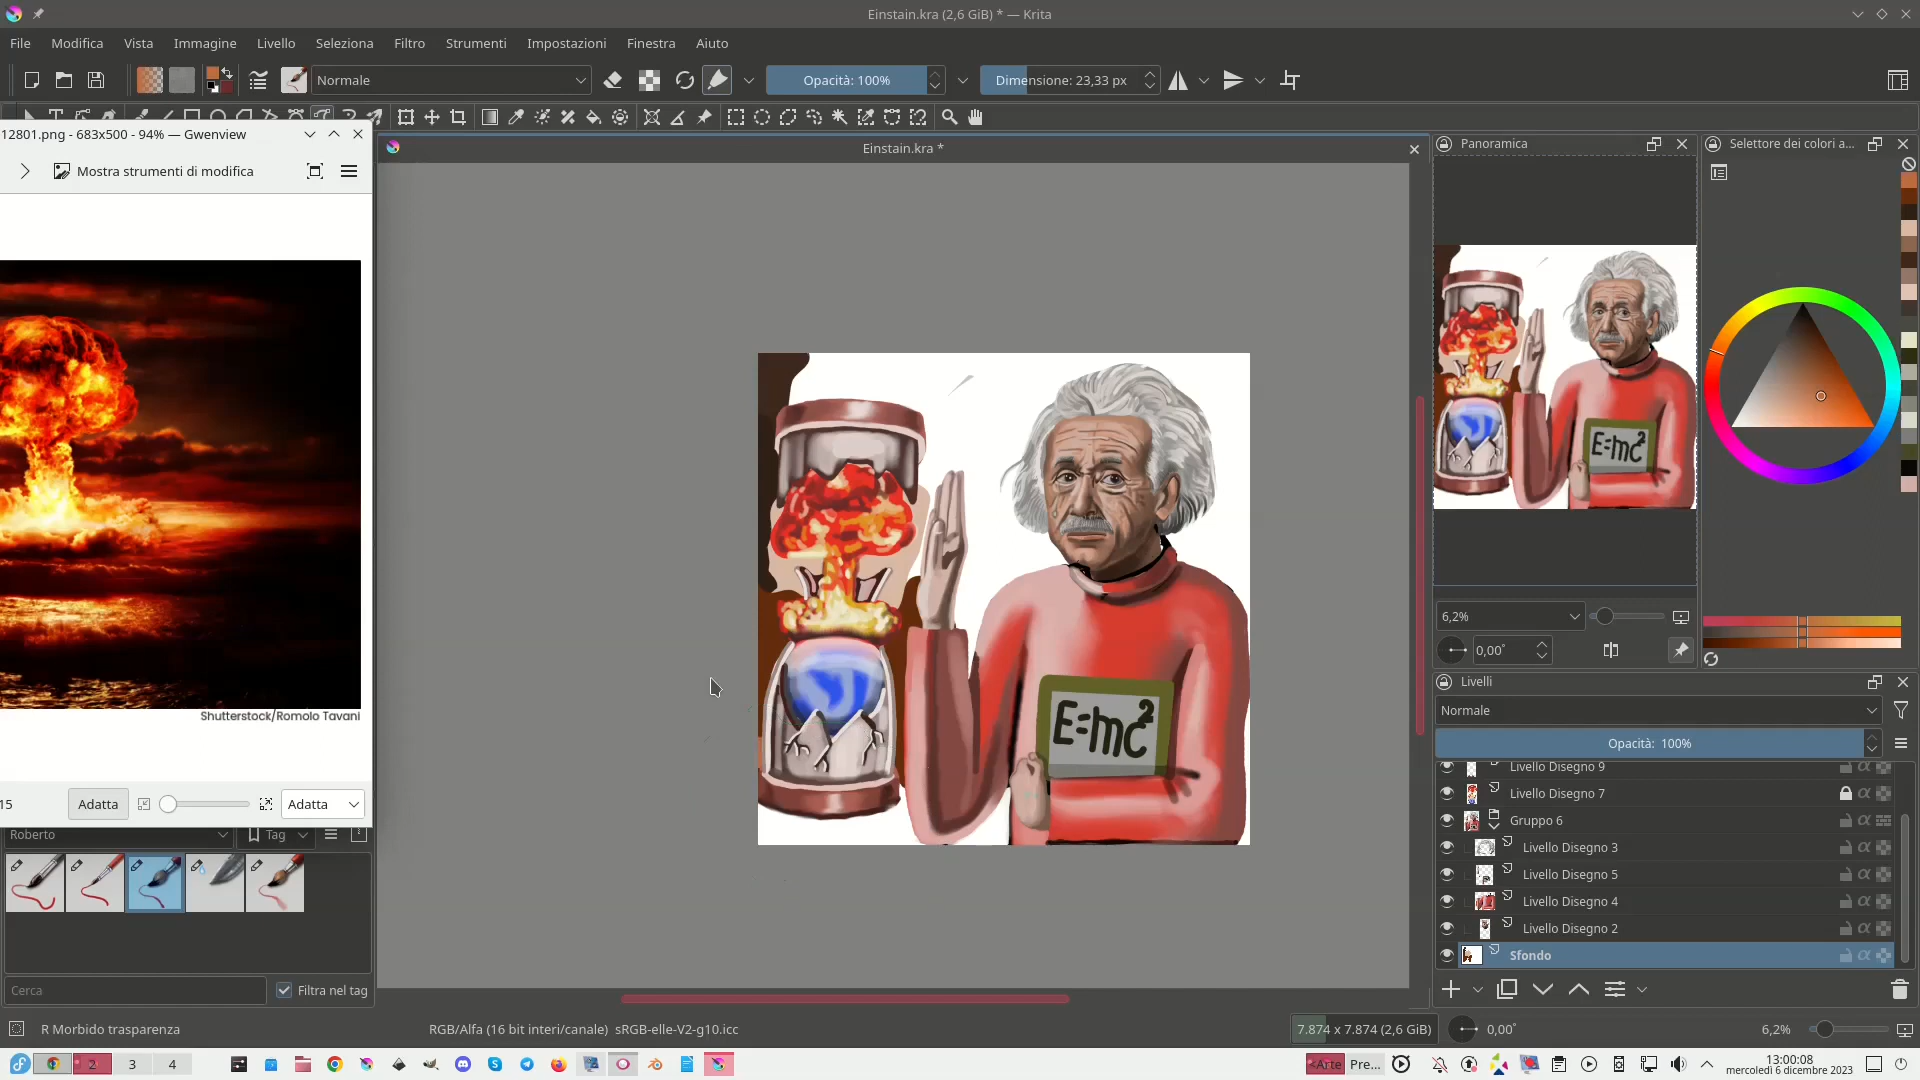 Einstain.kra (2,6 GiB) * — Krita
File Modifica Vista Immagine Livello Seleziona Filtro Strumenti Impostazioni Finestra Aiuto
Normale
Opacità: 100%
Dimensione: 23,33 px
12801.png - 683x500 - 94% — Gwenview
Mostra strumenti di modifica
Shutterstock/Romolo Tavani
15
Adatta
Adatta
Roberto
Tag
Cerca
Filtra nel tag
Einstain.kra *
E=mc²
Panoramica
E=mc²
6,2%
0,00°
Selettore dei colori a...
Livelli
Normale
Opacità: 100%
Livello Disegno 9
Livello Disegno 7
Gruppo 6
Livello Disegno 3
Livello Disegno 5
Livello Disegno 4
Livello Disegno 2
Sfondo
R Morbido trasparenza
RGB/Alfa (16 bit interi/canale) sRGB-elle-V2-g10.icc
7.874 x 7.874 (2,6 GiB)
0,00°
6,2%
2 3 4
Arte Pre...
13:00:08
mercoledì 6 dicembre 2023